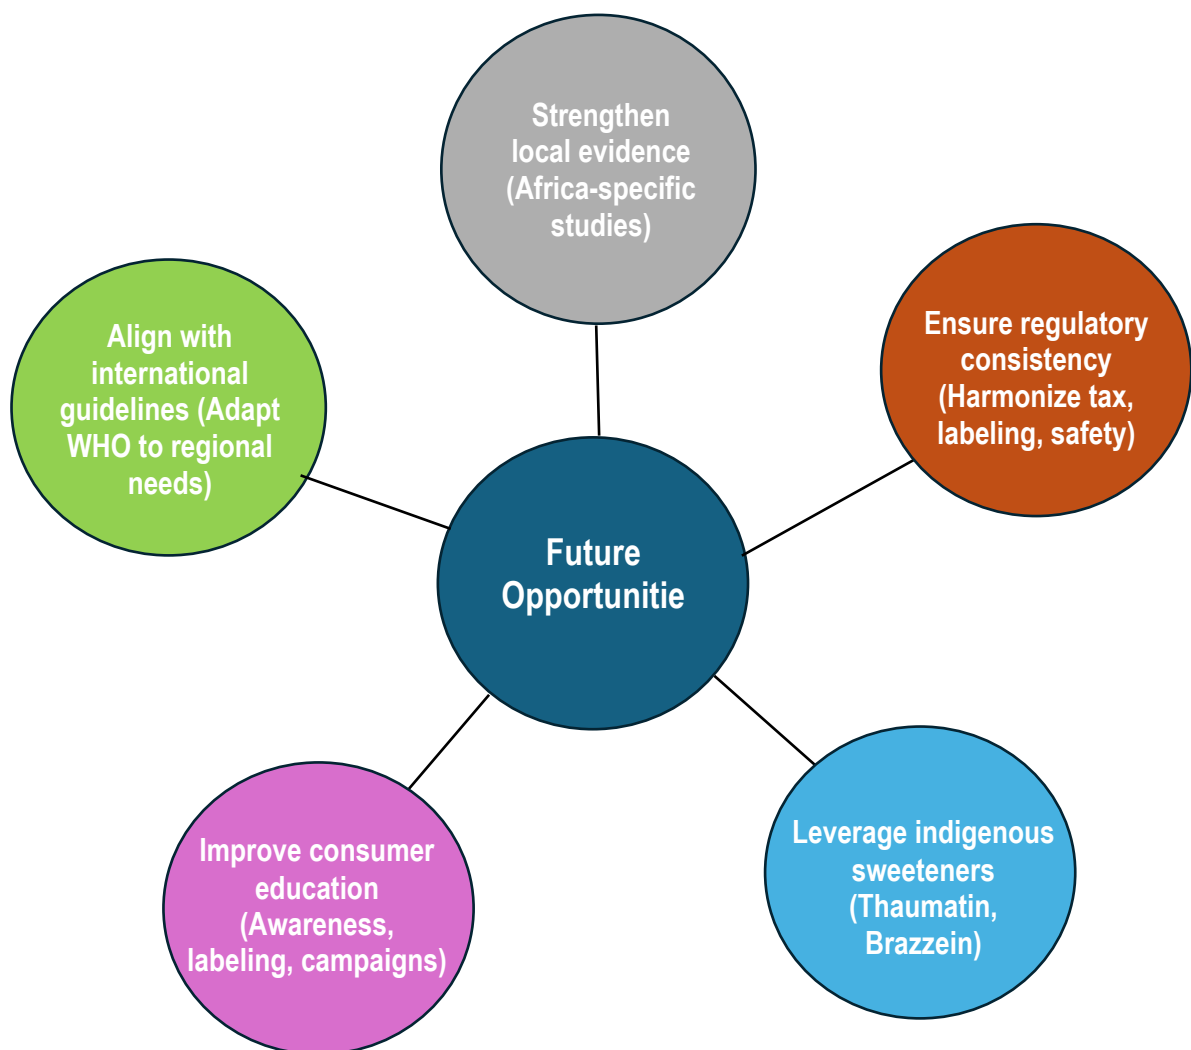 Strengthen
local evidence
(Africa-specific
studies)
Ensure regulatory
consistency
(Harmonize tax,
labeling, safety)
Align with
international
guidelines (Adapt
WHO to regional
needs)
Future
Opportunitie
Leverage indigenous
sweeteners
(Thaumatin,
Brazzein)
Improve consumer
education
(Awareness,
labeling, campaigns)